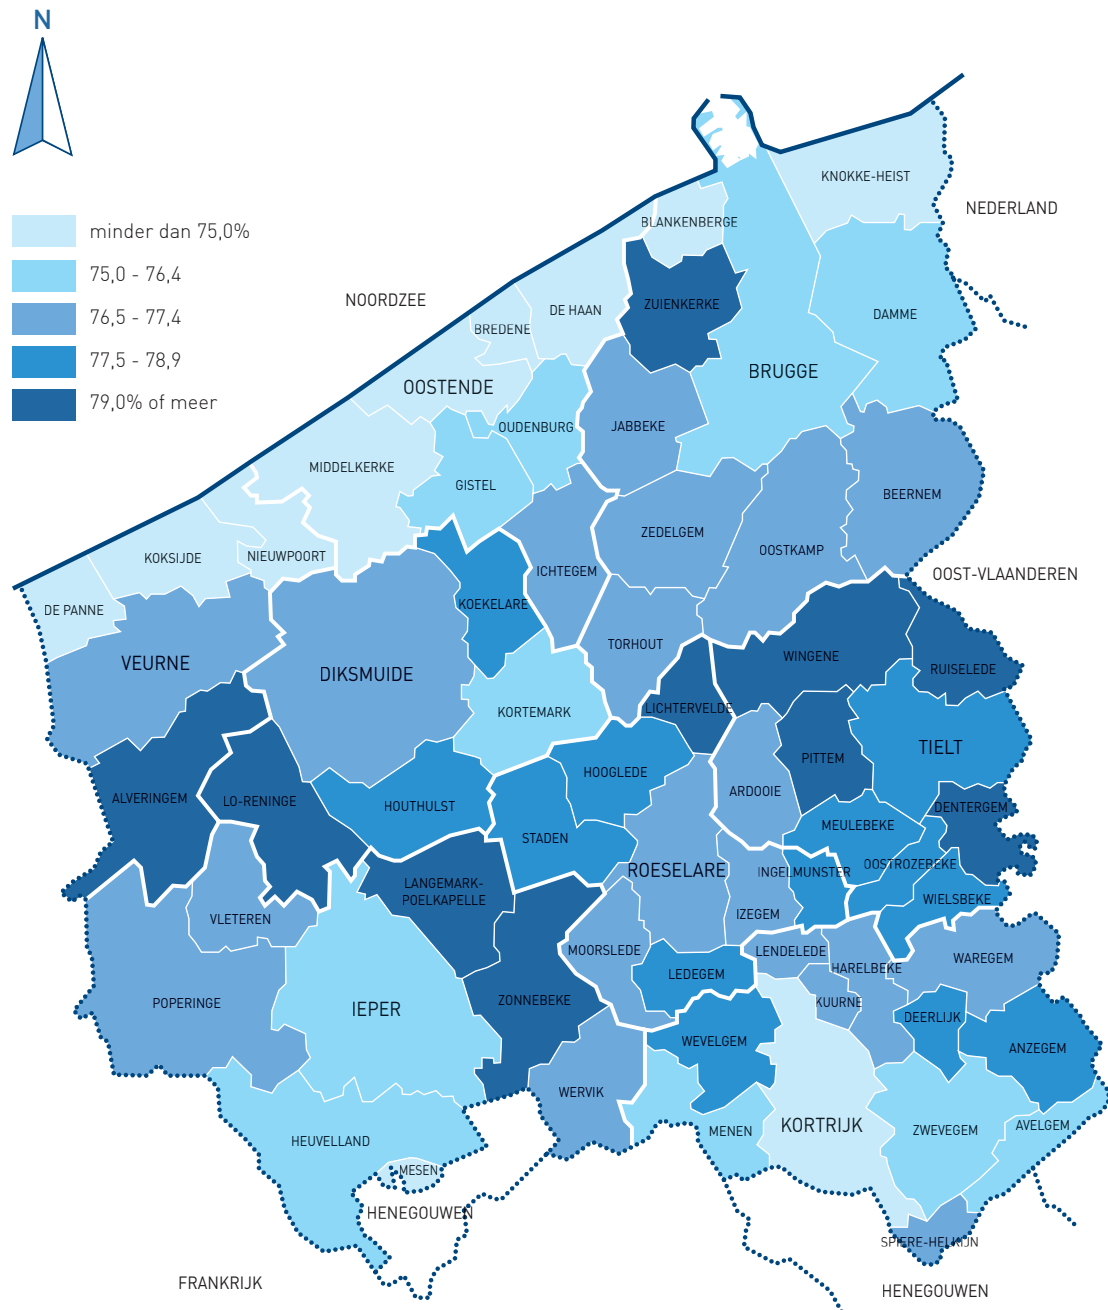 N
KNOKKE-HEIST
NEDERLAND
BLANKENBERGE
minder dan 75,0%
75,0 - 76,4
76,5 - 77,4
77,5 - 78,9
79,0% of meer
NOORDZEE
ZUIENKERKE
DE HAAN
DAMME
BREDENE
BRUGGE
OOSTENDE
OUDENBURG
JABBEKE
MIDDELKERKE
GISTEL
BEERNEM
ZEDELGEM
OOSTKAMP
KOKSIJDE
NIEUWPOORT
ICHTEGEM
OOST-VLAANDEREN
DE PANNE
KOEKELARE
TORHOUT
VEURNE
DIKSMUIDE
WINGENE
RUISELEDE
KORTEMARK
LICHTERVELDE
TIELT
PITTEM
HOOGLEDE
ARDOOIE
ALVERINGEM
LO-RENINGE
HOUTHULST
DENTERGEM
MEULEBEKE
STADEN
OOSTROZEBEKE
ROESELARE
INGELMUNSTER
LANGEMARK-
POELKAPELLE
WIELSBEKE
VLETEREN
IZEGEM
MOORSLEDE
LENDELEDE
WAREGEM
HARELBEKE
LEDEGEM
POPERINGE
ZONNEBEKE
KUURNE
IEPER
DEERLIJK
WEVELGEM
ANZEGEM
WERVIK
KORTRIJK
AVELGEM
MENEN
ZWEVEGEM
HEUVELLAND
MESEN
HENEGOUWEN
SPIERE-HELKIJN
FRANKRIJK
HENEGOUWEN